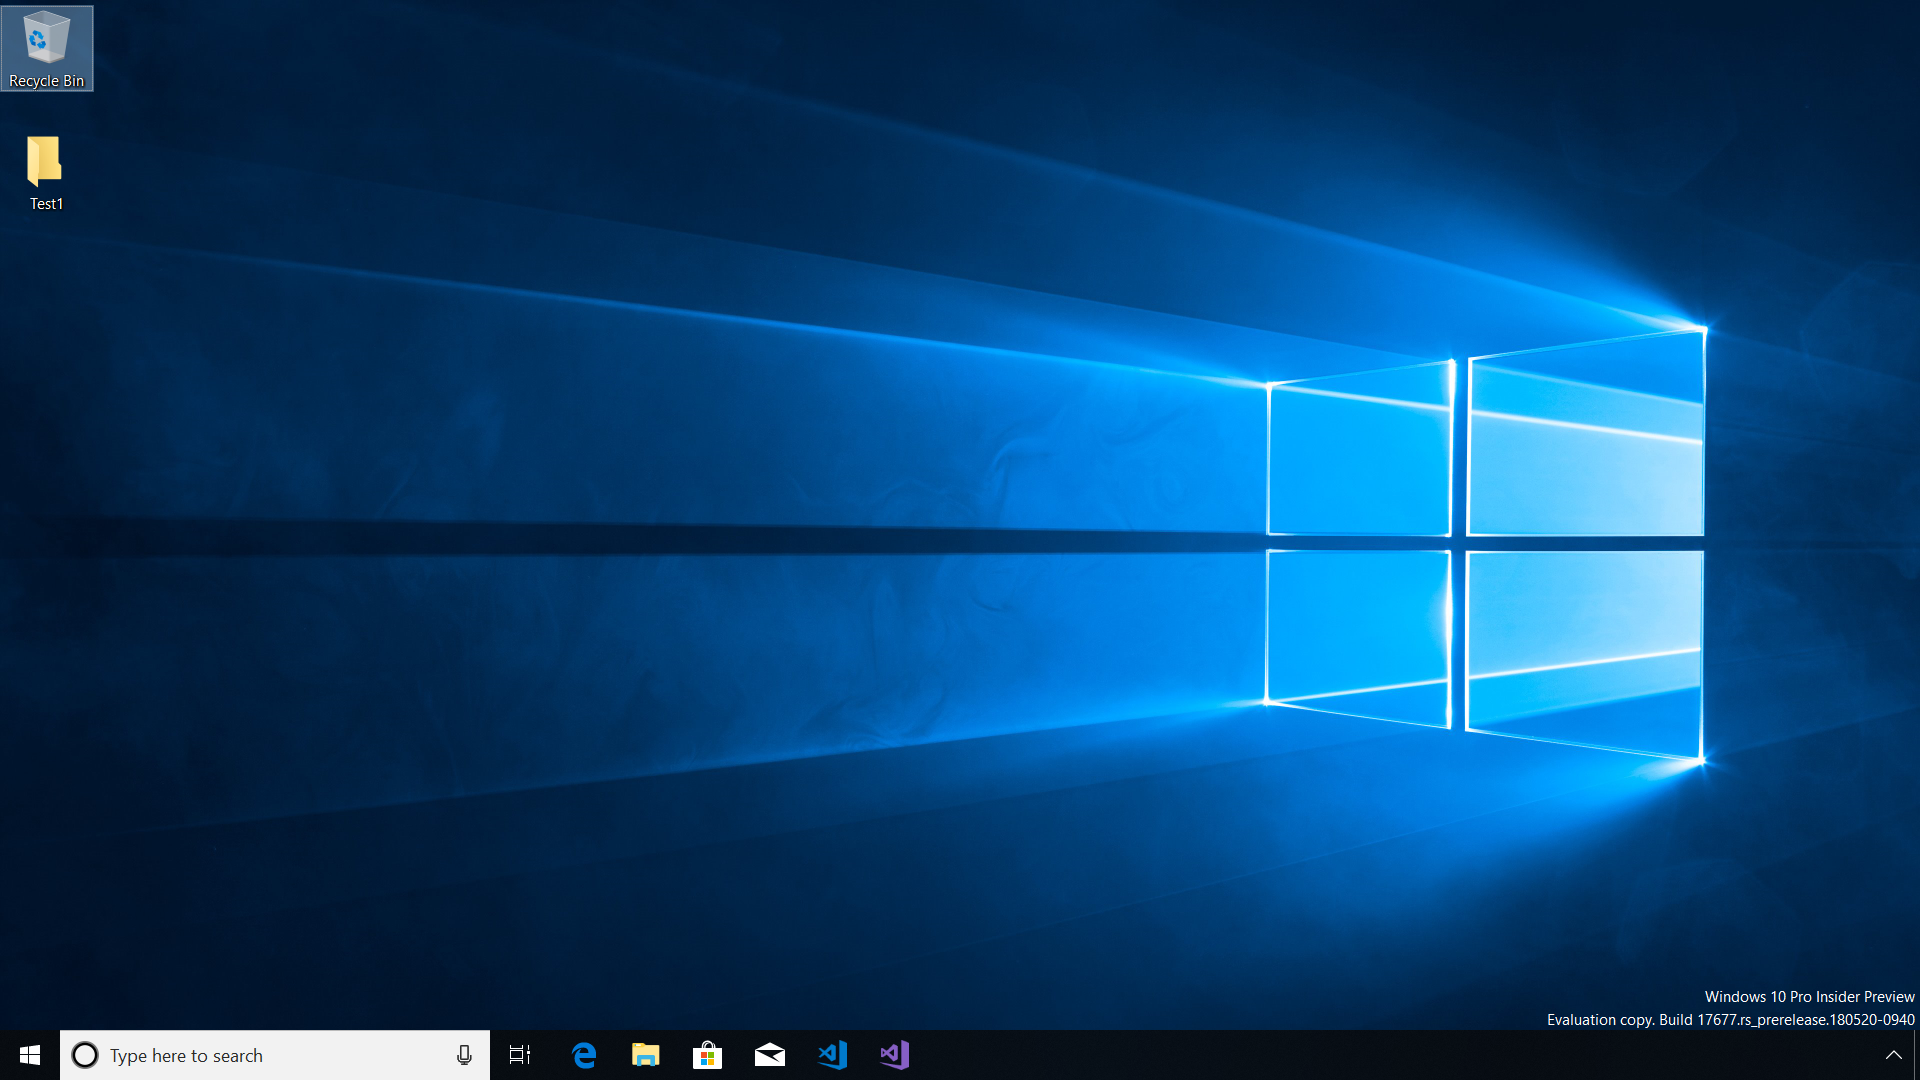 Recycle Bin
Test1
Windows 10 Pro Insider Preview
Evaluation copy. Build 17677.rs_prerelease.180520-0940
Type here to search